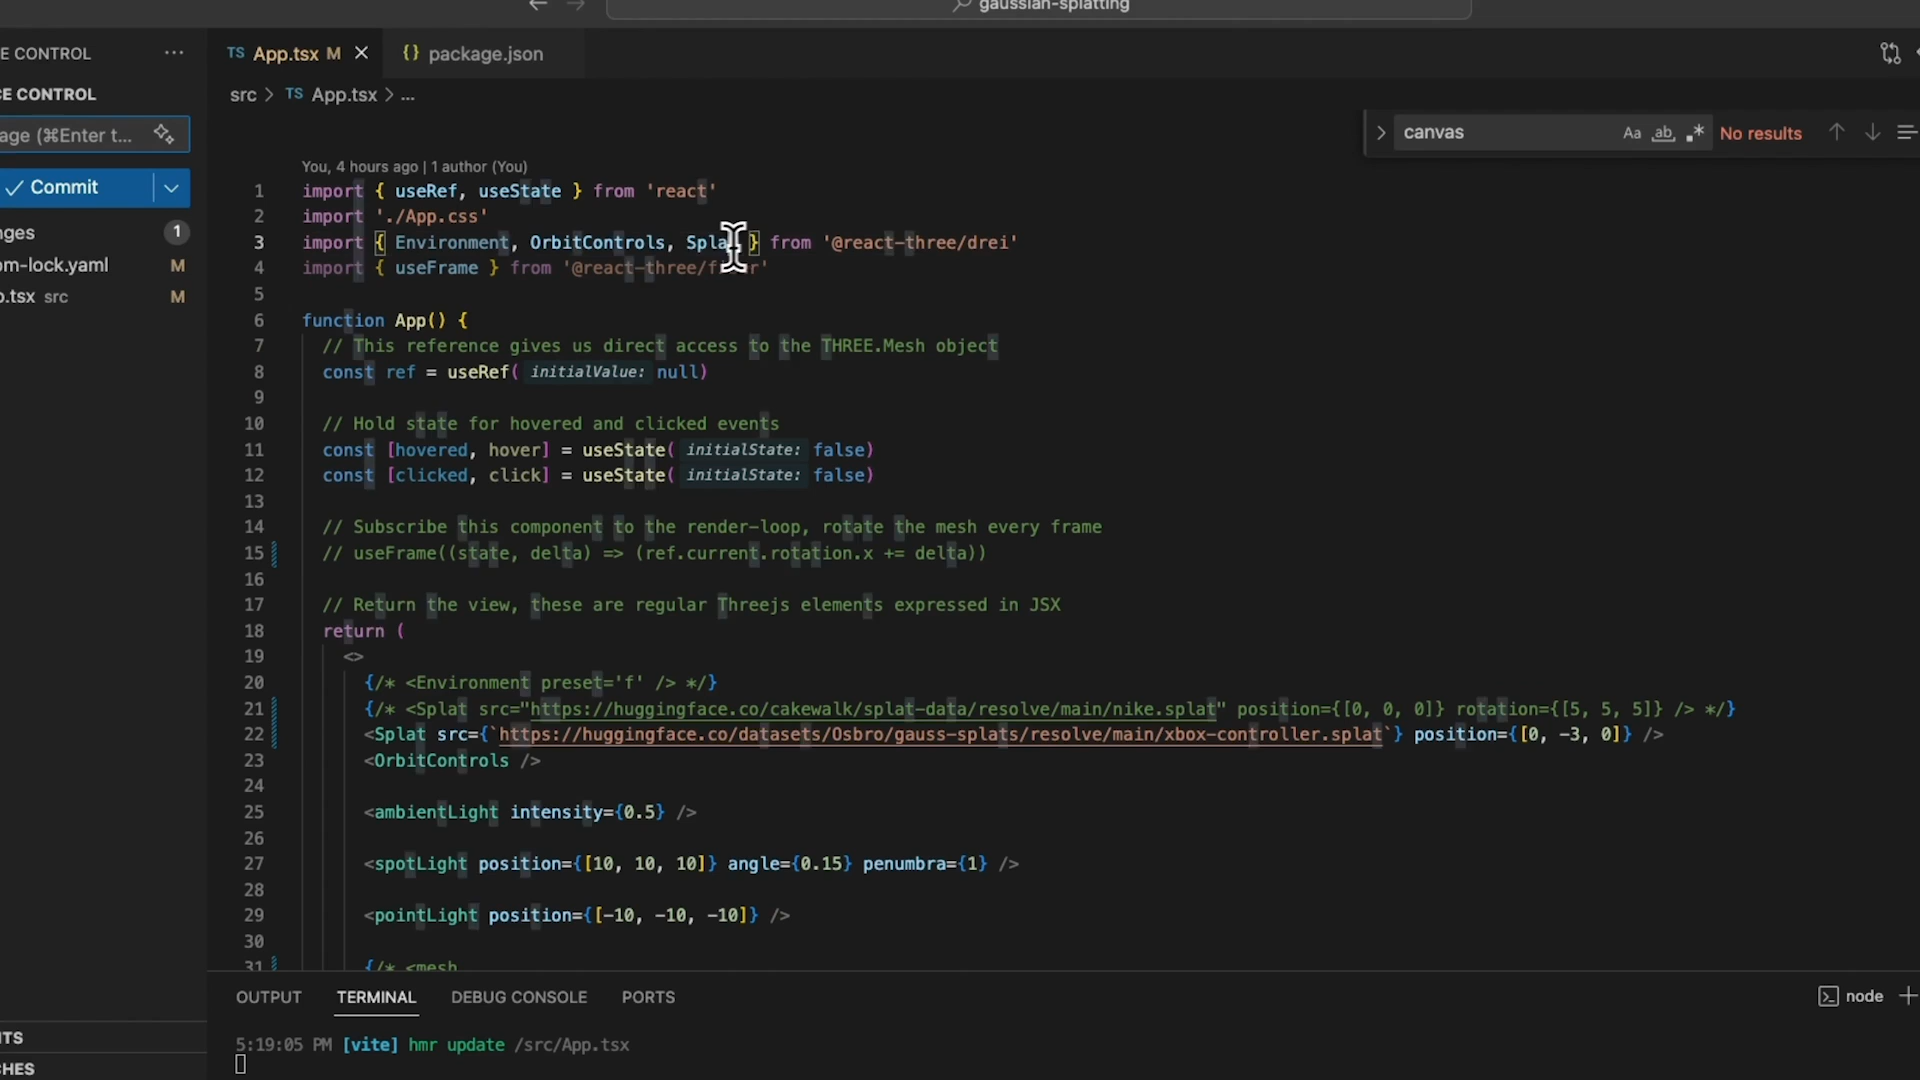 gaussian-splatting
E CONTROL ...
TS App.tsx M
{} package.json
CE CONTROL
age (⌘Enter t...
Commit
nges 1
om-lock.yaml M
o.tsx src M
src > TS App.tsx > ...
> canvas Aa ab .* No results
You, 4 hours ago | 1 author (You)
1 import { useRef, useState } from 'react'
2 import './App.css'
3 import { Environment, OrbitControls, Splat } from '@react-three/drei'
4 import { useFrame } from '@react-three/fiber'
5
6 function App() {
7 // This reference gives us direct access to the THREE.Mesh object
8 const ref = useRef( initialValue: null)
9
10 // Hold state for hovered and clicked events
11 const [hovered, hover] = useState( initialState: false)
12 const [clicked, click] = useState( initialState: false)
13
14 // Subscribe this component to the render-loop, rotate the mesh every frame
15 // useFrame((state, delta) => (ref.current.rotation.x += delta))
16
17 // Return the view, these are regular Threejs elements expressed in JSX
18 return (
19 <>
20 {/* <Environment preset='f' /> */}
21 {/* <Splat src="https://huggingface.co/cakewalk/splat-data/resolve/main/nike.splat" position={[0, 0, 0]} rotation={[5, 5, 5]} /> */}
22 <Splat src={`https://huggingface.co/datasets/Osbro/gauss-splats/resolve/main/xbox-controller.splat`} position={[0, -3, 0]} />
23 <OrbitControls />
24
25 <ambientLight intensity={0.5} />
26
27 <spotLight position={[10, 10, 10]} angle={0.15} penumbra={1} />
28
29 <pointLight position={[-10, -10, -10]} />
30
31 {/* <mesh
OUTPUT TERMINAL DEBUG CONSOLE PORTS
node
5:19:05 PM [vite] hmr update /src/App.tsx
NTS
CHES